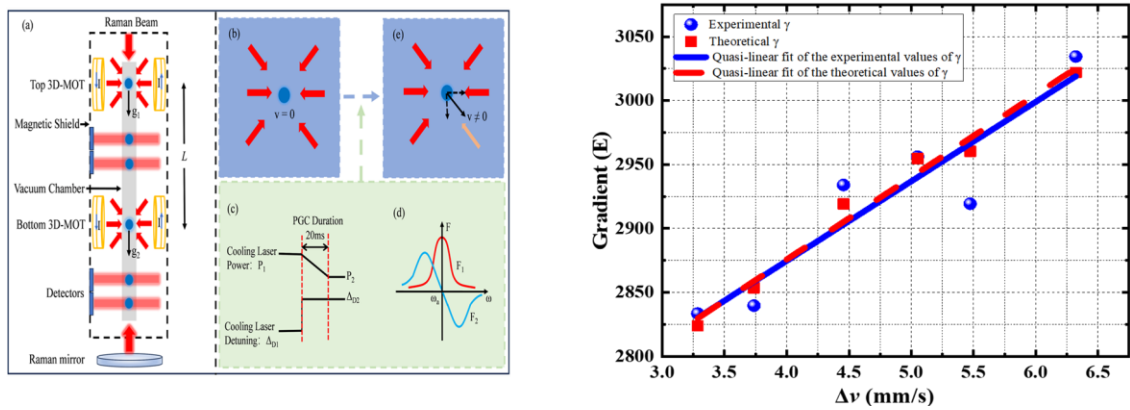 (a)
Raman Beam
Top 3D-MOT
I
I
g₁
Magnetic Shield
L
Vacuum Chamber
Bottom 3D-MOT
I
I
g₂
Detectors
Raman mirror
(b)
v = 0
(e)
v ≠ 0
(c)
PGC Duration
20ms
Cooling Laser
Power: P₁
P₂
Δ_D2
Cooling Laser
Detuning: Δ_D1
(d)
F
F₁
ωₐ
ω
F₂
Experimental γ
Theoretical γ
Quasi-linear fit of the experimental values of γ
Quasi-linear fit of the theoretical values of γ
Gradient (E)
3050
3000
2950
2900
2850
2800
3.0 3.5 4.0 4.5 5.0 5.5 6.0 6.5
Δv (mm/s)